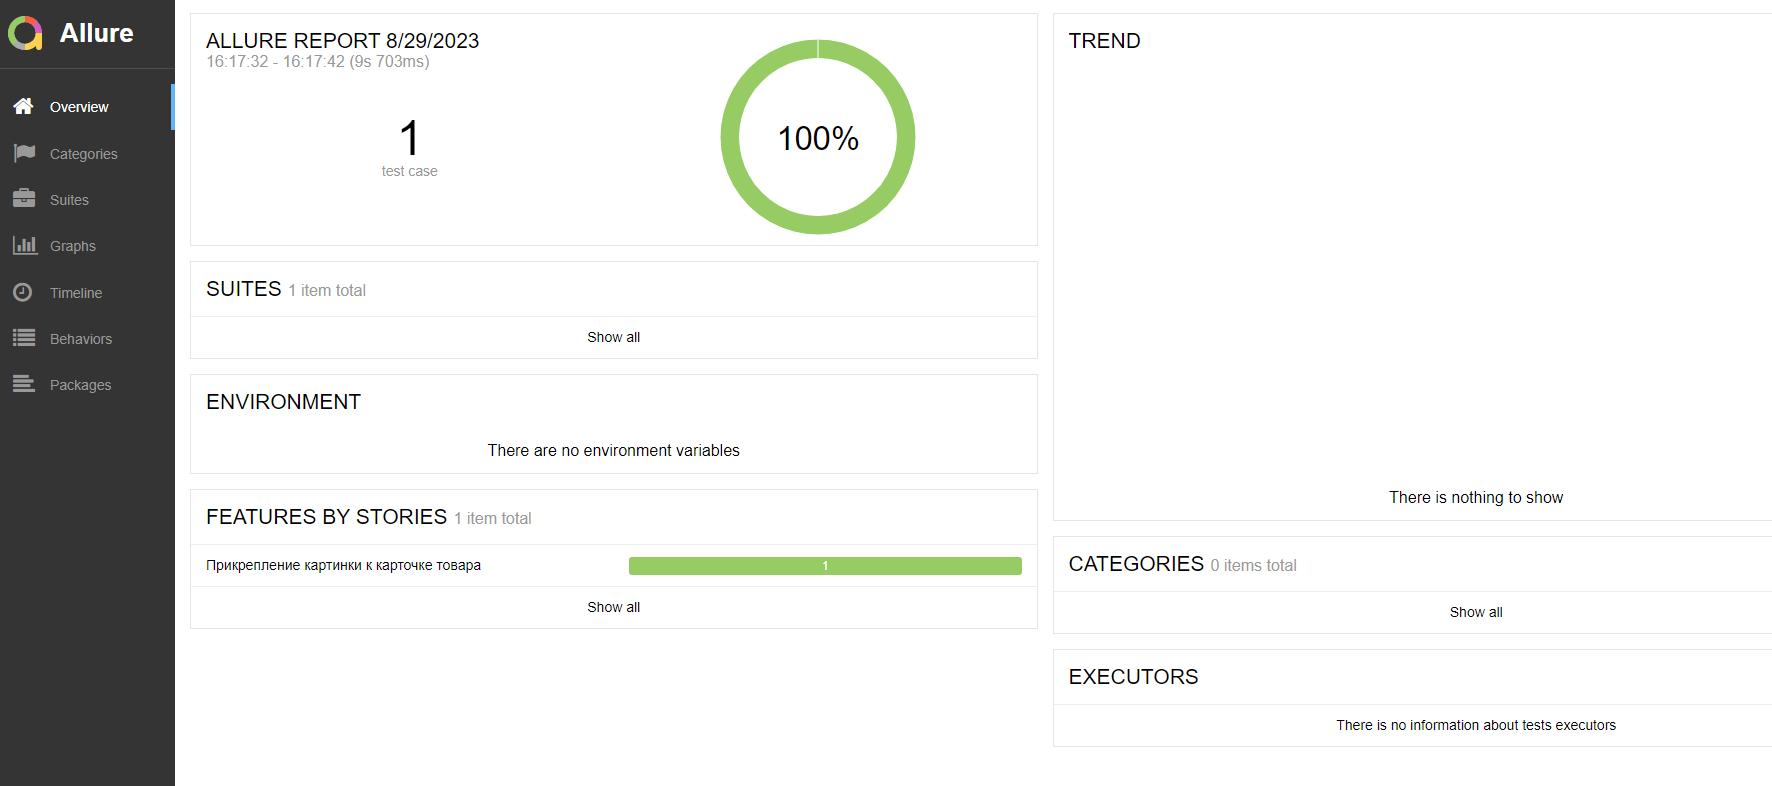 Allure
Overview
Categories
Suites
Graphs
Timeline
Behaviors
Packages
ALLURE REPORT 8/29/2023
16:17:32 - 16:17:42 (9s 703ms)
1
test case
100%
SUITES 1 item total
Show all
ENVIRONMENT
There are no environment variables
FEATURES BY STORIES 1 item total
Прикрепление картинки к карточке товара 1
Show all
TREND
There is nothing to show
CATEGORIES 0 items total
Show all
EXECUTORS
There is no information about tests executors